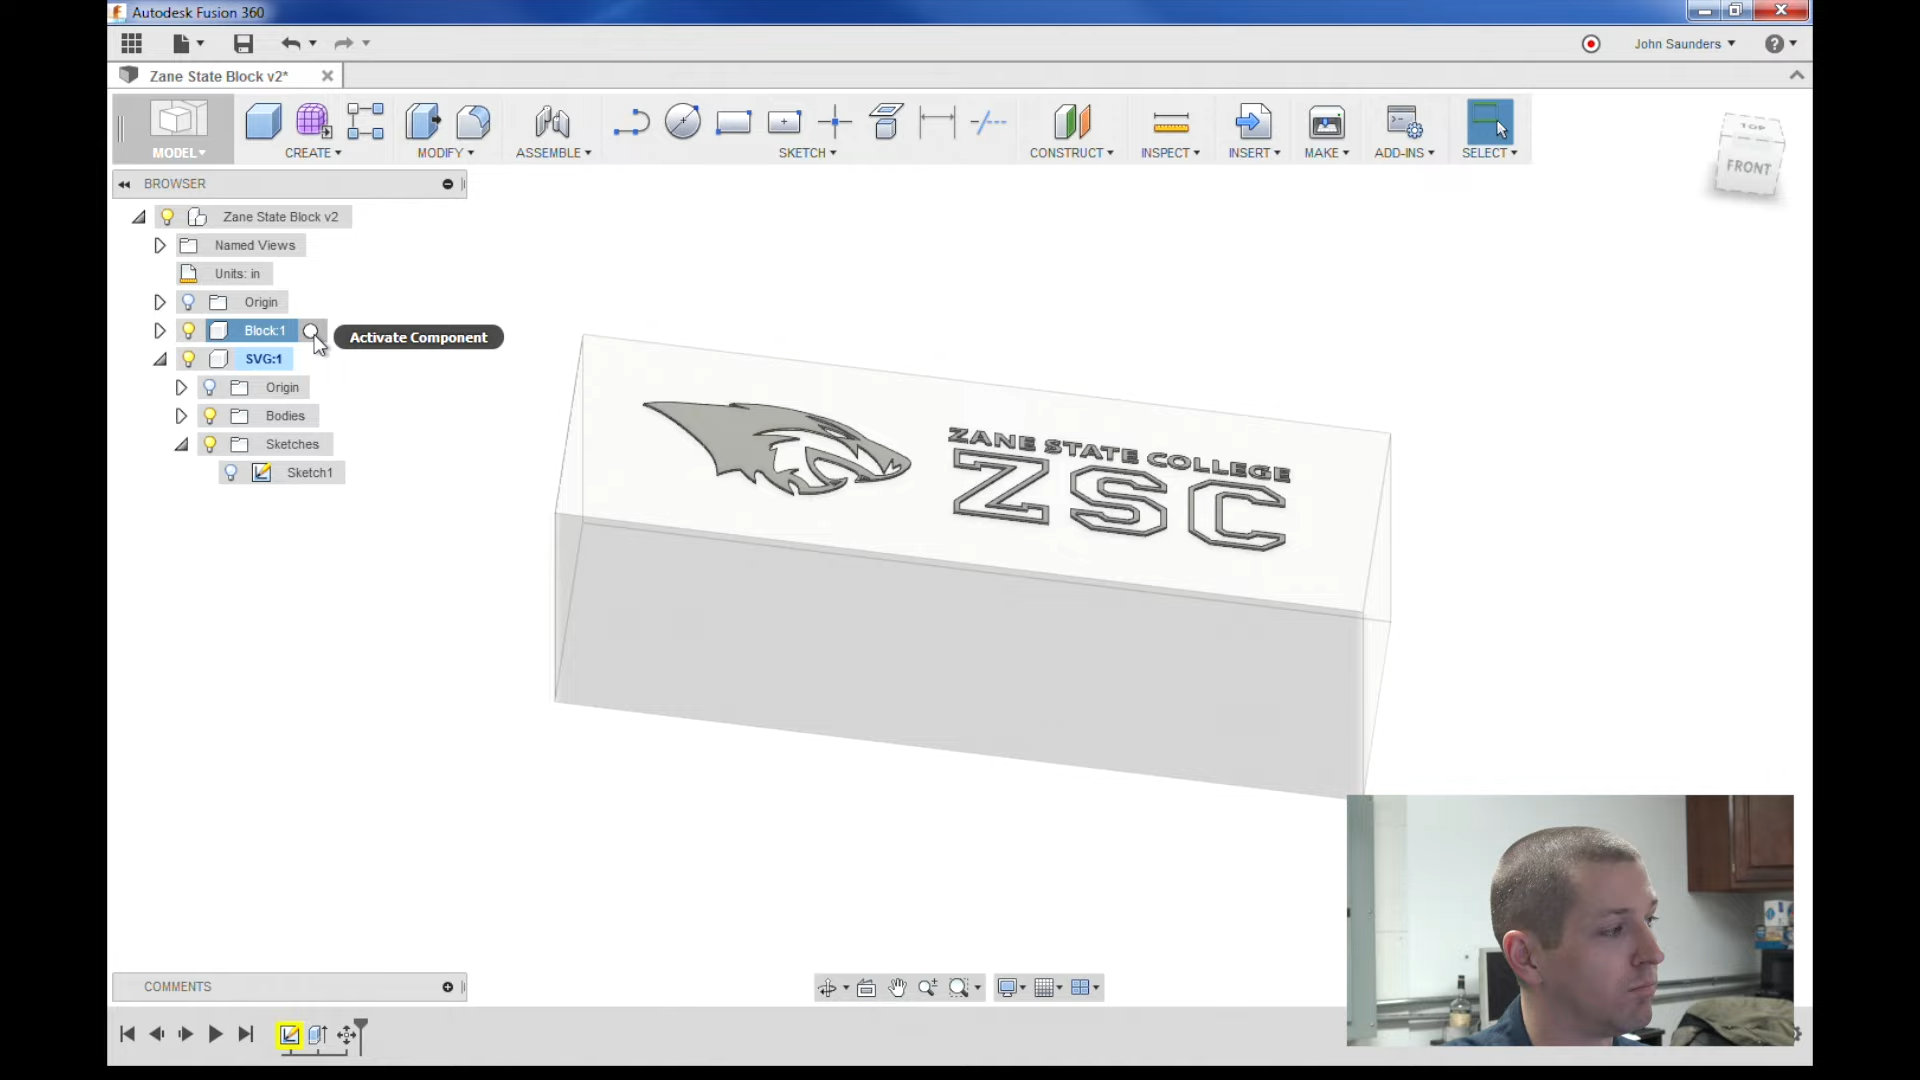 Autodesk Fusion 360
John Saunders
Zane State Block v2*
MODEL
CREATE
MODIFY
ASSEMBLE
SKETCH
CONSTRUCT
INSPECT
INSERT
MAKE
ADD-INS
SELECT
TOP
FRONT
BROWSER
Zane State Block v2
Named Views
Units: in
Origin
Block:1
Activate Component
SVG:1
Origin
Bodies
Sketches
Sketch1
ZANE STATE COLLEGE
ZSC
COMMENTS